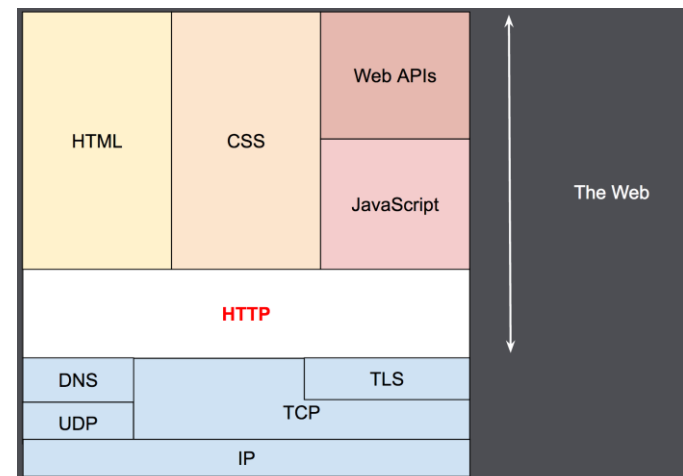 Web APIs
HTML
CSS
The Web
JavaScript
HTTP
DNS
TLS
TCP
UDP
IP